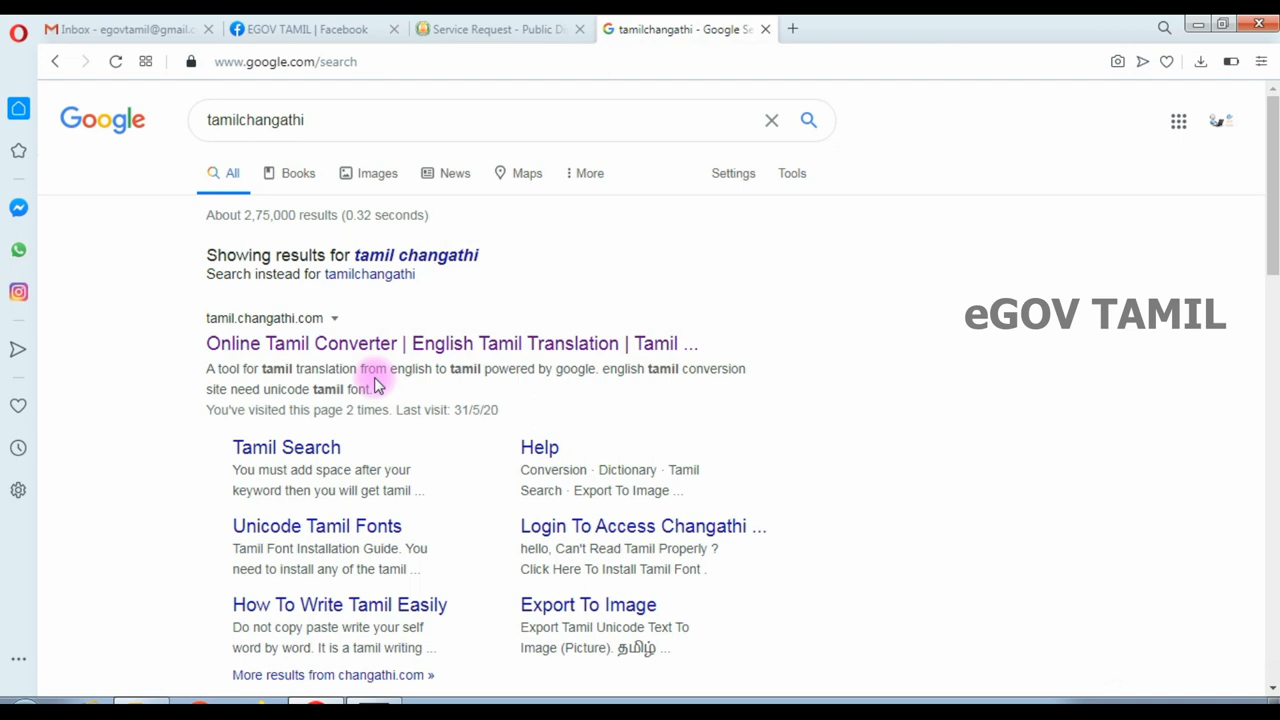 Inbox - egovtamil@gmail.c
EGOV TAMIL | Facebook
Service Request - Public Di
tamilchangathi - Google Se
www.google.com/search
Google
tamilchangathi
All
Books
Images
News
Maps
More
Settings
Tools
About 2,75,000 results (0.32 seconds)
Showing results for tamil changathi
Search instead for tamilchangathi
tamil.changathi.com
Online Tamil Converter | English Tamil Translation | Tamil ...
A tool for tamil translation from english to tamil powered by google. english tamil conversion
site need unicode tamil font.
You've visited this page 2 times. Last visit: 31/5/20
eGOV TAMIL
Tamil Search
You must add space after your
keyword then you will get tamil ...
Help
Conversion · Dictionary · Tamil
Search · Export To Image ...
Unicode Tamil Fonts
Tamil Font Installation Guide. You
need to install any of the tamil ...
Login To Access Changathi ...
hello, Can't Read Tamil Properly ?
Click Here To Install Tamil Font .
How To Write Tamil Easily
Do not copy paste write your self
word by word. It is a tamil writing ...
Export To Image
Export Tamil Unicode Text To
Image (Picture). தமிழ் ...
More results from changathi.com »